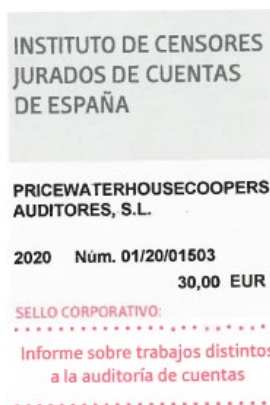 INSTITUTO DE CENSORES
JURADOS DE CUENTAS
DE ESPAÑA
PRICEWATERHOUSECOOPERS
AUDITORES, S.L.
2020 Núm. 01/20/01503
30,00 EUR
SELLO CORPORATIVO:
Informe sobre trabajos distintos
a la auditoría de cuentas